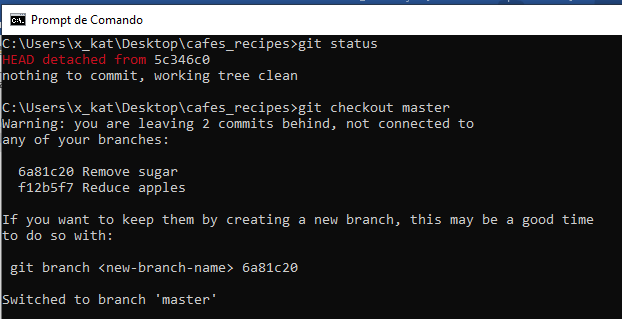 Prompt de Comando
C:\Users\x_kat\Desktop\cafes_recipes>git status
HEAD detached from 5c346c0
nothing to commit, working tree clean
C:\Users\x_kat\Desktop\cafes_recipes>git checkout master
Warning: you are leaving 2 commits behind, not connected to
any of your branches:
6a81c20 Remove sugar
f12b5f7 Reduce apples
If you want to keep them by creating a new branch, this may be a good time
to do so with:
git branch <new-branch-name> 6a81c20
Switched to branch 'master'